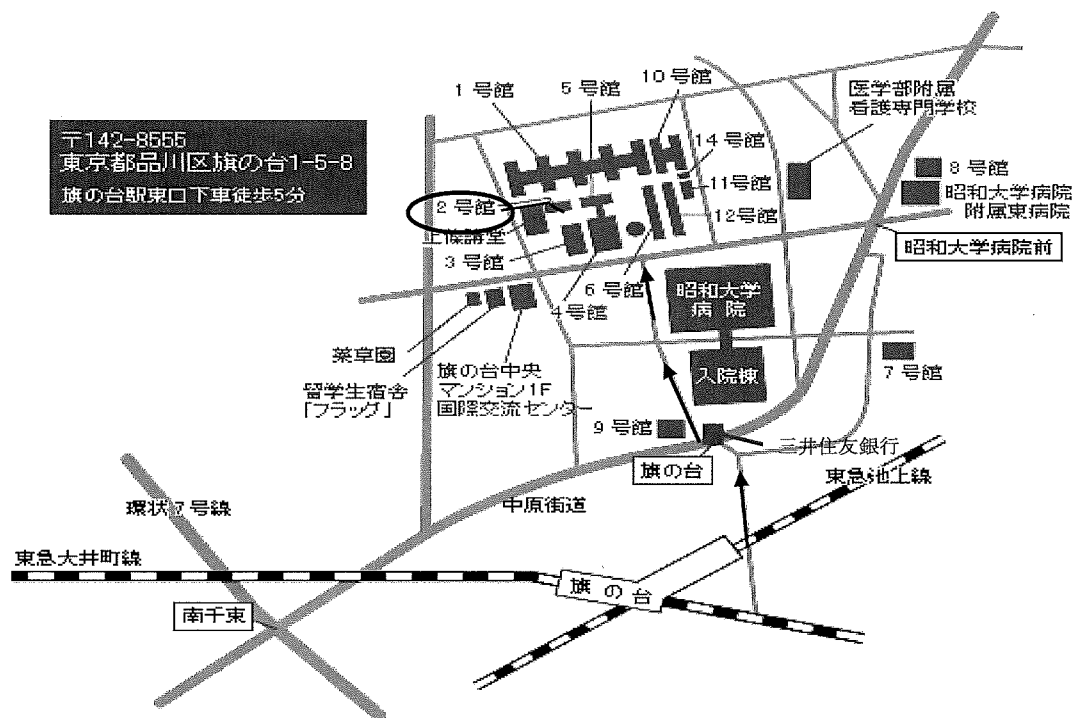 〒142-8555
東京都品川区旗の台1-5-8
旗の台駅東口下車徒歩5分
1号館
5号館
10号館
医学部附属
看護専門学校
14号館
8号館
11号館
昭和大学病院
附属東病院
2号館
12号館
上條講堂
昭和大学病院前
3号館
6号館
昭和大学
病院
4号館
薬草園
旗の台中央
マンション1F
国際交流センター
留学生宿舎
「フラッグ」
入院棟
7号館
9号館
三井住友銀行
旗の台
東急池上線
環状7号線
中原街道
東急大井町線
旗の台
南千束